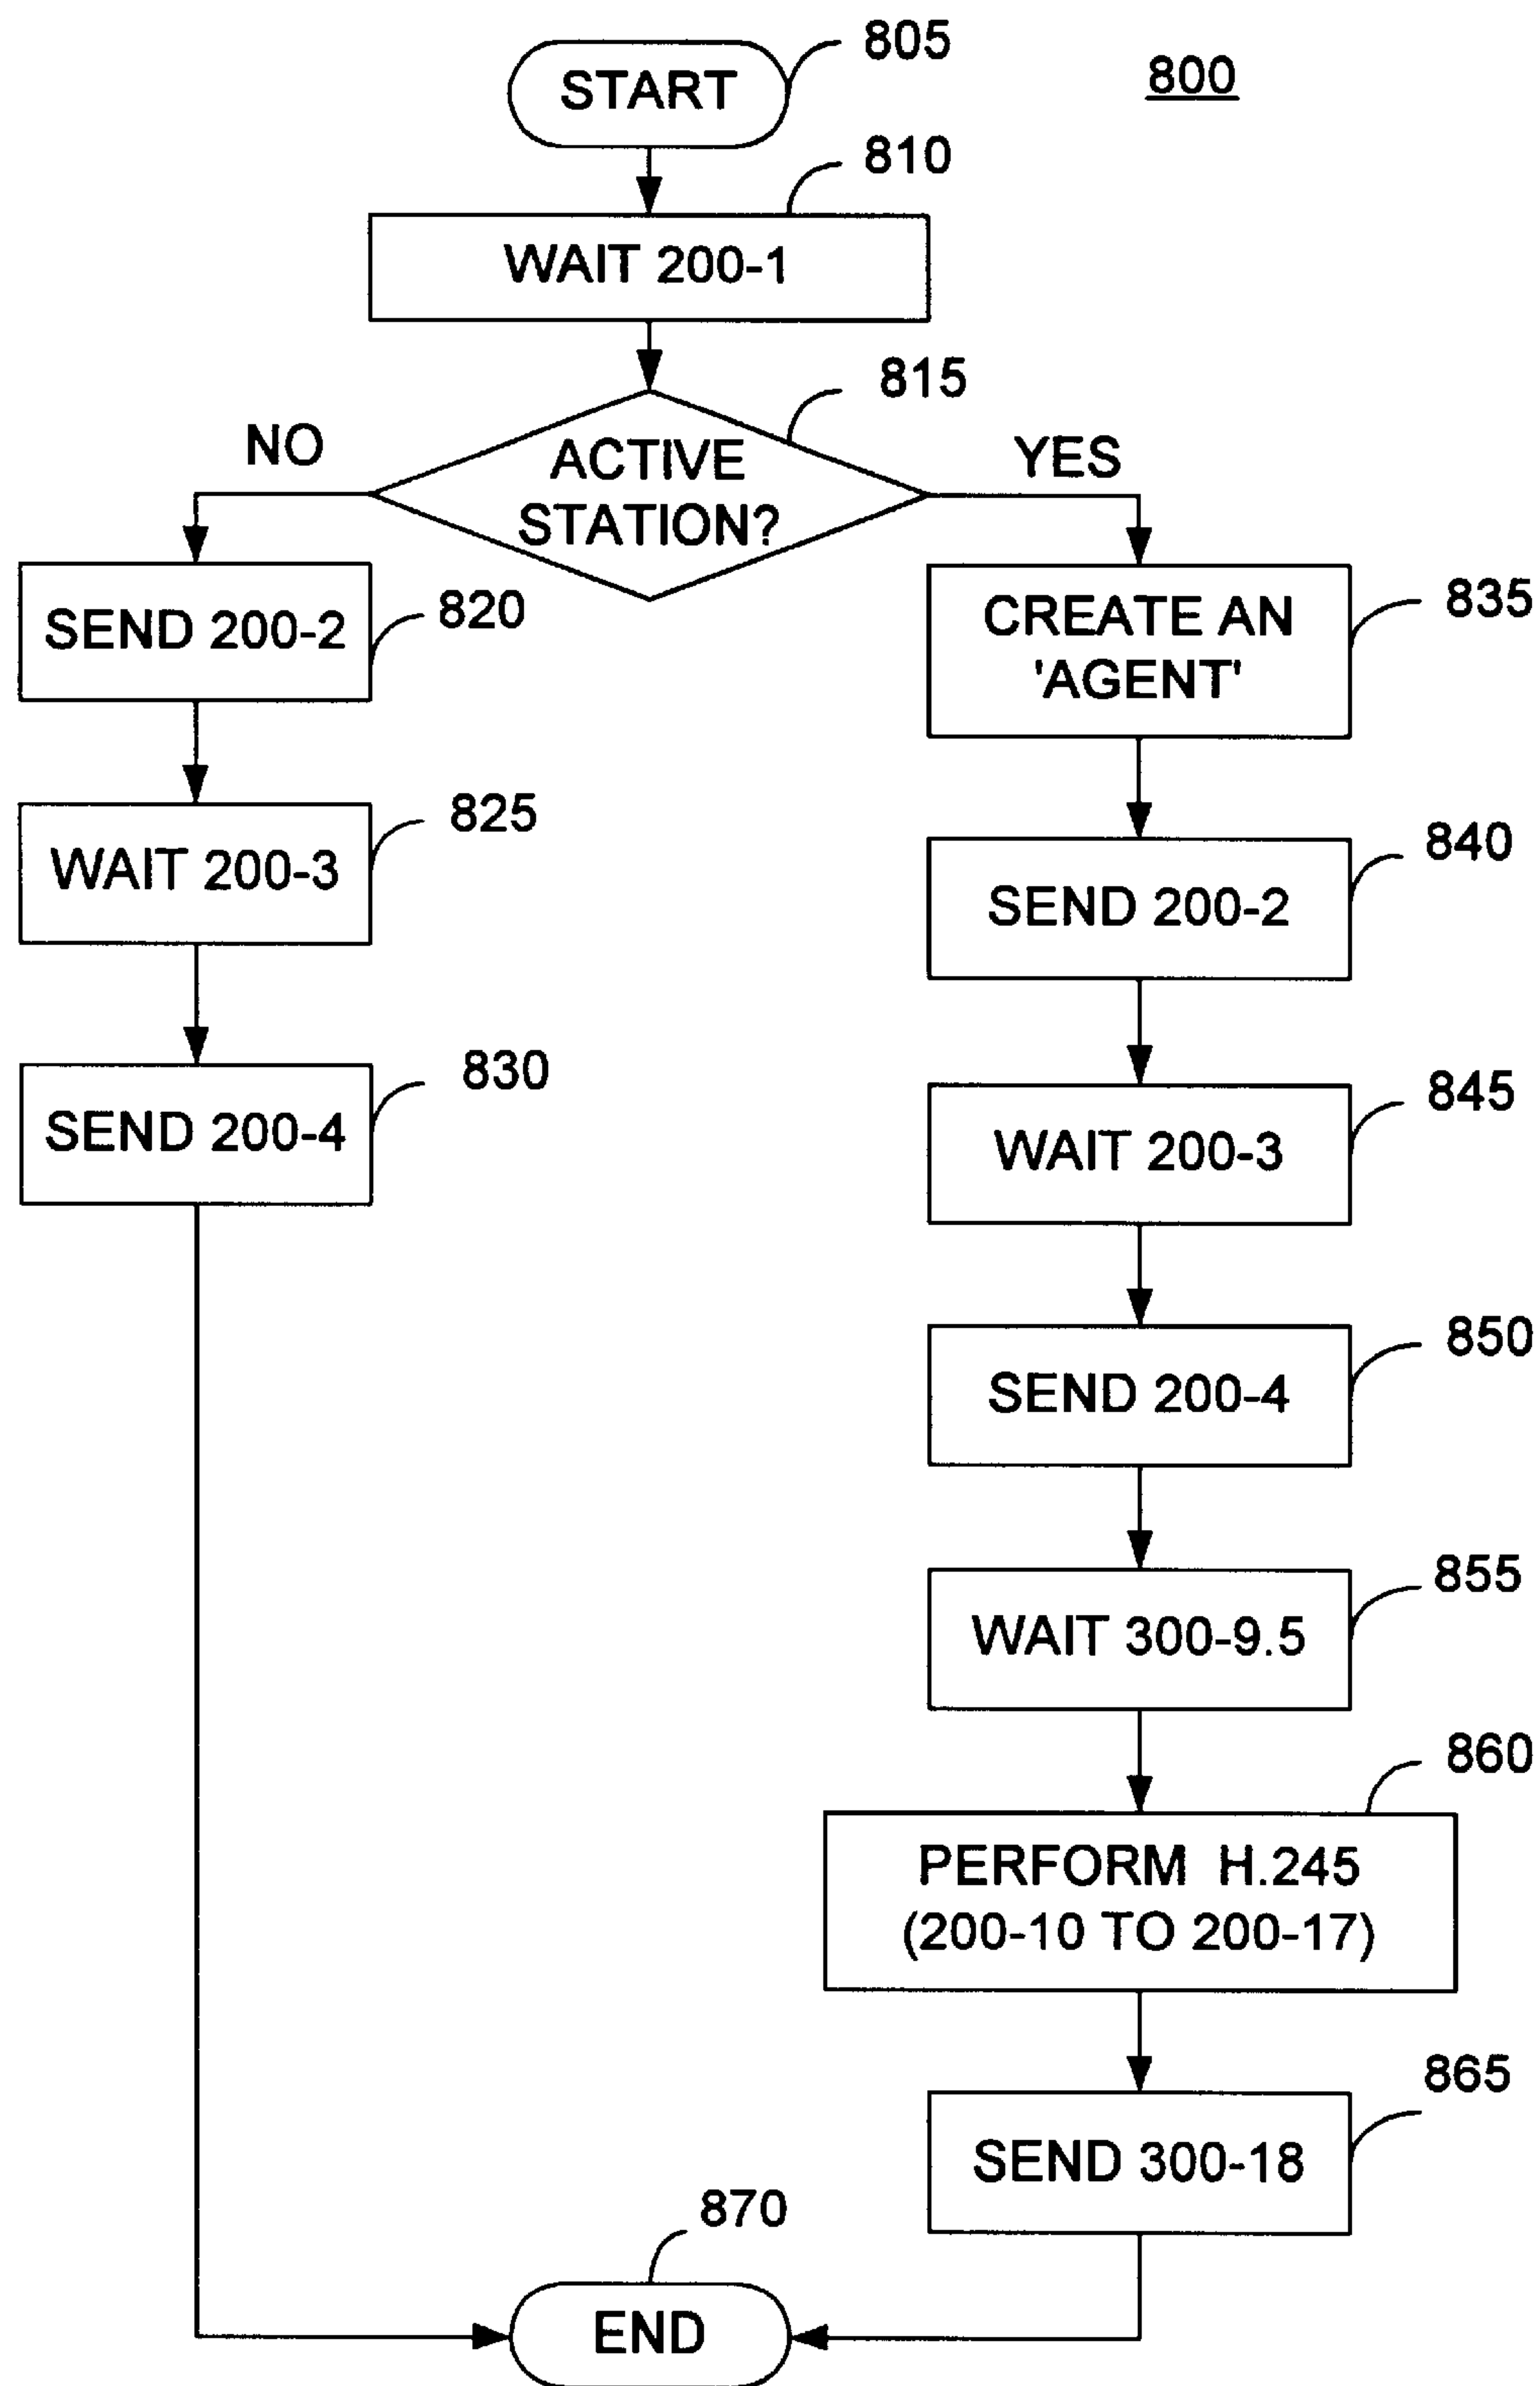 805
START
800
810
WAIT 200-1
815
NO
ACTIVE
STATION?
YES
SEND 200-2
820
CREATE AN
'AGENT'
835
WAIT 200-3
825
SEND 200-2
840
SEND 200-4
830
WAIT 200-3
845
SEND 200-4
850
WAIT 300-9.5
855
860
PERFORM H.245
(200-10 TO 200-17)
SEND 300-18
865
870
END